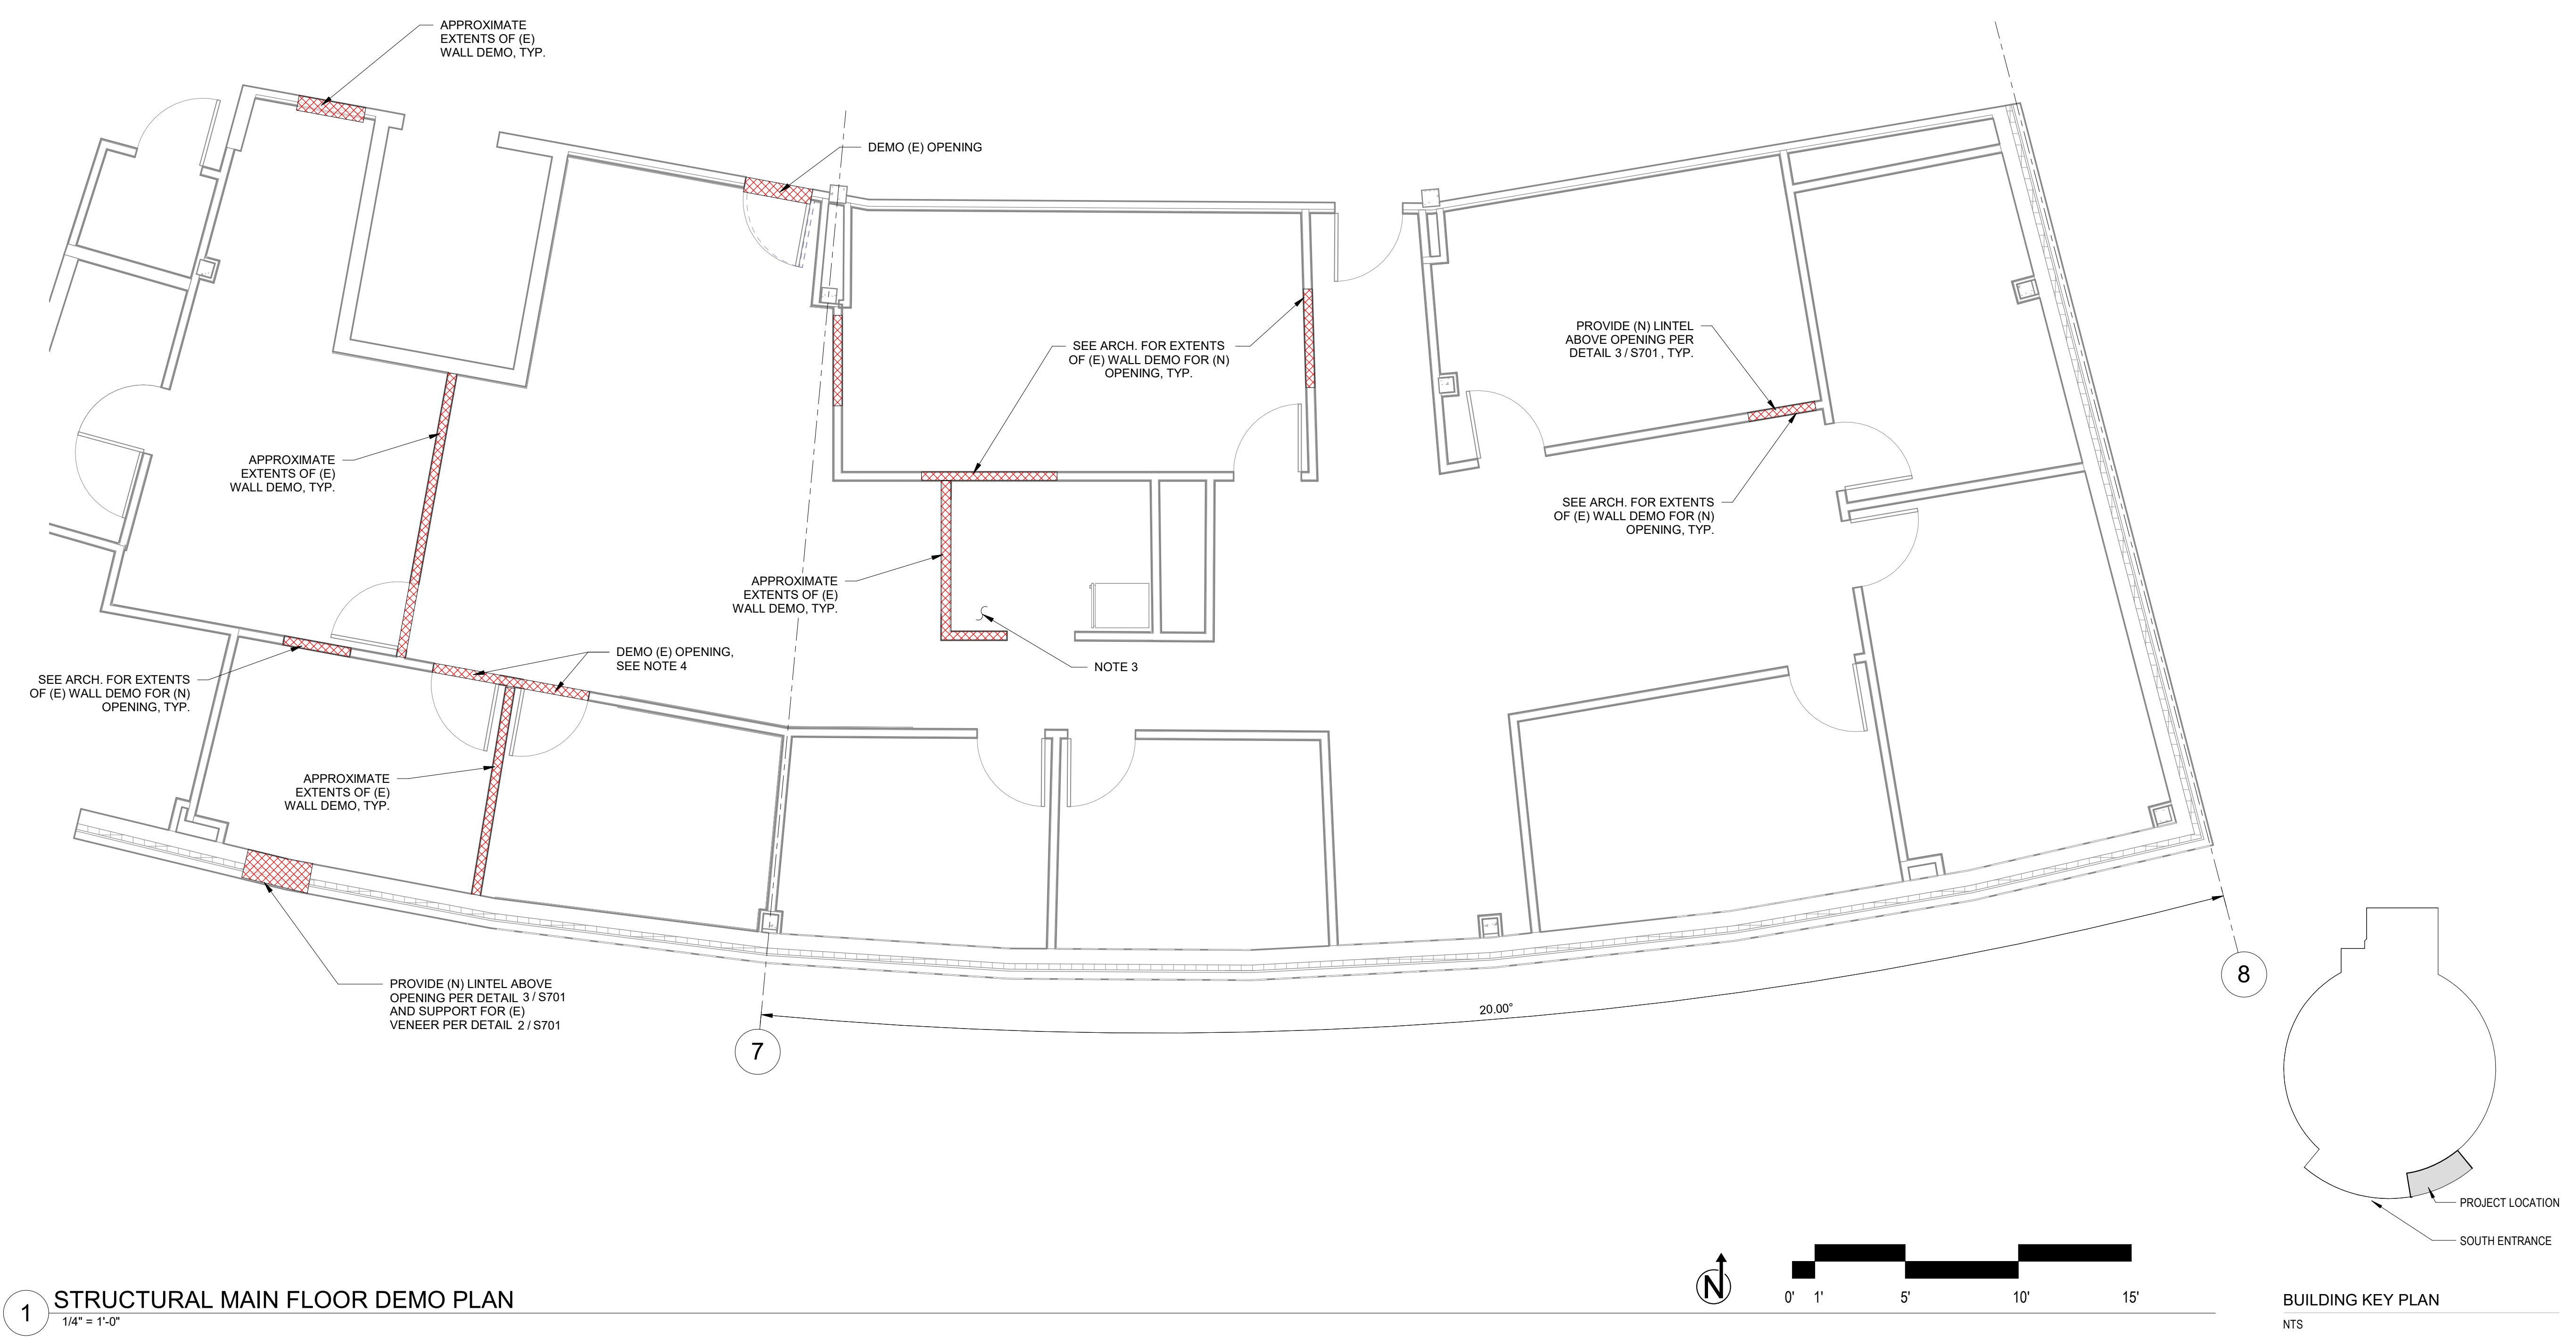 APPROXIMATE
EXTENTS OF (E)
WALL DEMO, TYP.
DEMO (E) OPENING
SEE ARCH. FOR EXTENTS
OF (E) WALL DEMO FOR (N)
OPENING, TYP.
PROVIDE (N) LINTEL
ABOVE OPENING PER
DETAIL 3 / S701 , TYP.
APPROXIMATE
EXTENTS OF (E)
WALL DEMO, TYP.
SEE ARCH. FOR EXTENTS
OF (E) WALL DEMO FOR (N)
OPENING, TYP.
APPROXIMATE
EXTENTS OF (E)
WALL DEMO, TYP.
DEMO (E) OPENING,
SEE NOTE 4
NOTE 3
SEE ARCH. FOR EXTENTS
OF (E) WALL DEMO FOR (N)
OPENING, TYP.
APPROXIMATE
EXTENTS OF (E)
WALL DEMO, TYP.
PROVIDE (N) LINTEL ABOVE
OPENING PER DETAIL 3 / S701
AND SUPPORT FOR (E)
VENEER PER DETAIL 2 / S701
20.00°
7
8
PROJECT LOCATION
SOUTH ENTRANCE
N
0' 1' 5' 10' 15'
1
STRUCTURAL MAIN FLOOR DEMO PLAN
1/4" = 1'-0"
BUILDING KEY PLAN
NTS